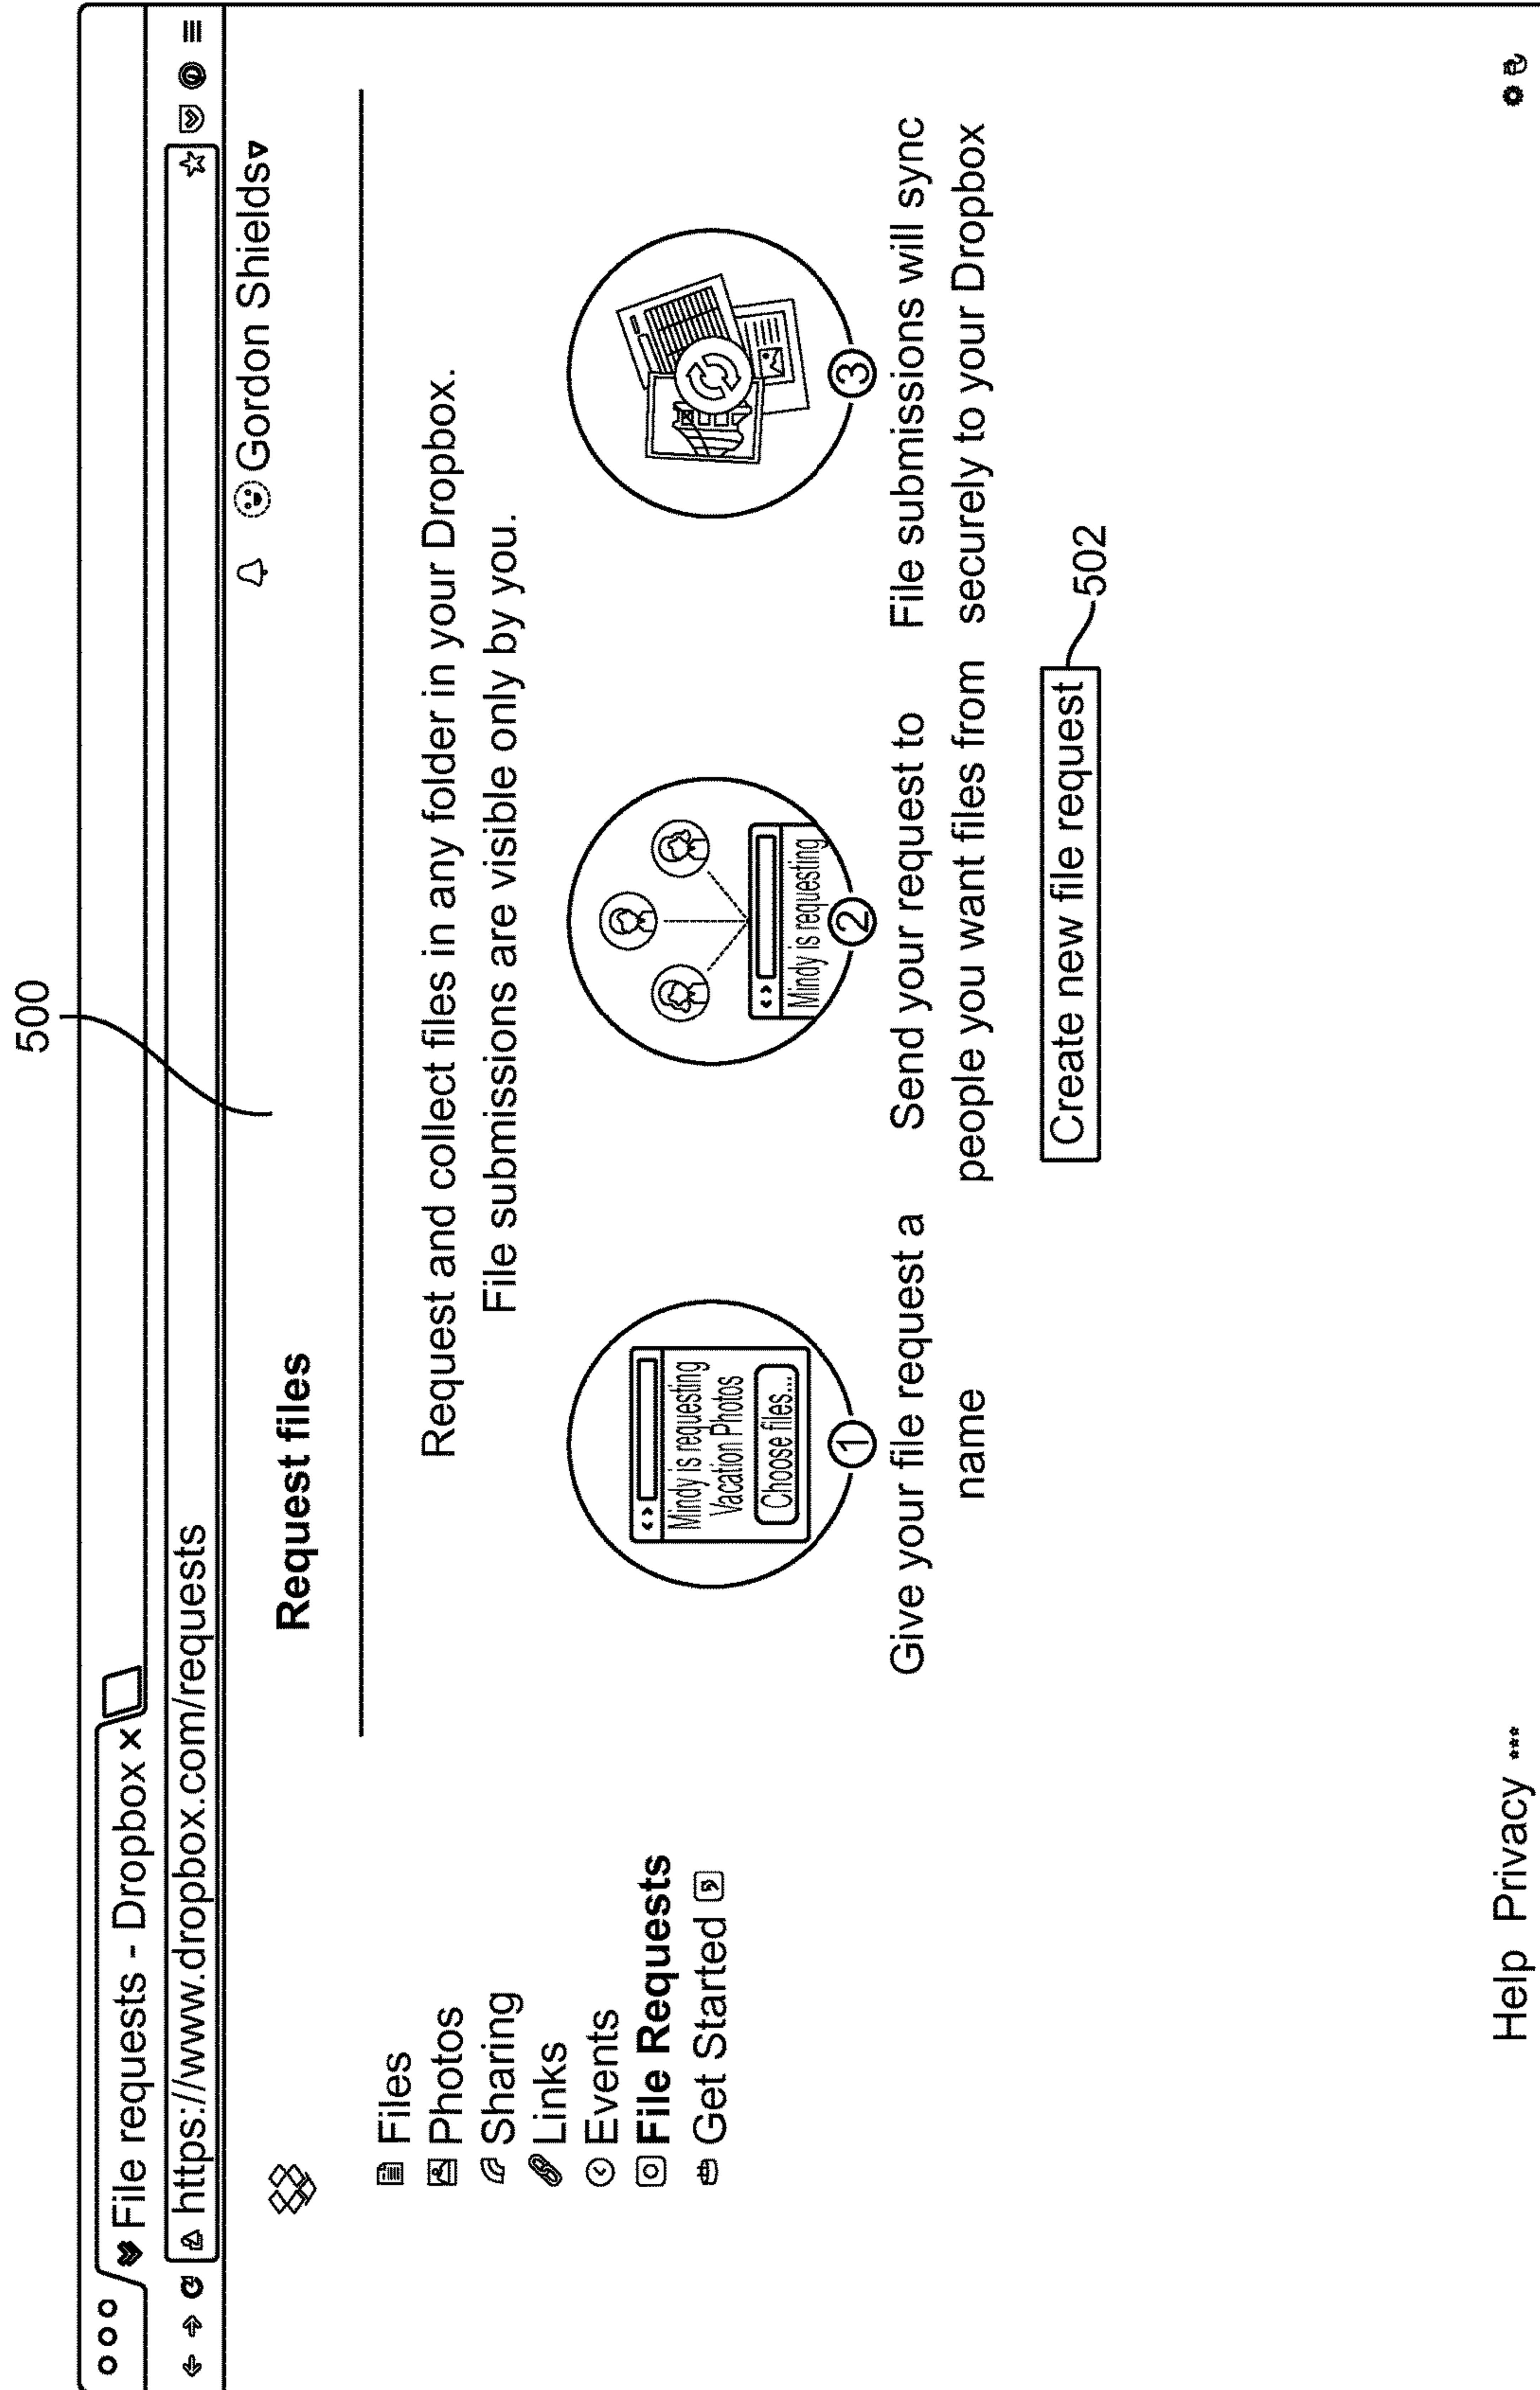 500
File requests - Dropbox x
https://www.dropbox.com/requests
Gordon Shields
Request files
Files
Photos
Sharing
Links
Events
File Requests
Get Started
Request and collect files in any folder in your Dropbox.
File submissions are visible only by you.
Mindy is requesting
Vacation Photos
Choose files...
1
Give your file request a
name
Mindy is requesting
2
Send your request to
people you want files from
3
File submissions will sync
securely to your Dropbox
Create new file request
502
Help Privacy ***